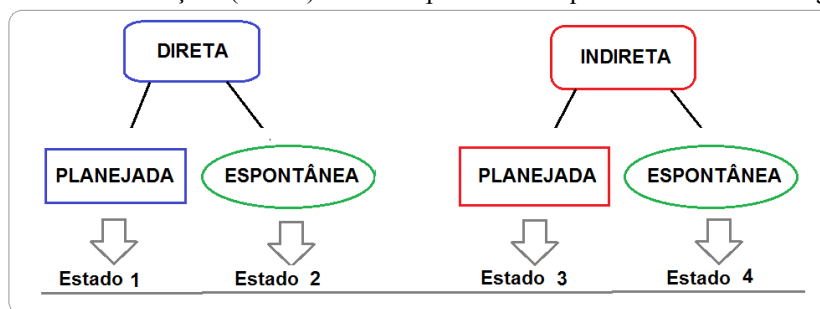 DIRETA INDIRETA
PLANEJADA ESPONTÂNEA PLANEJADA ESPONTÂNEA
Estado 1 Estado 2 Estado 3 Estado 4